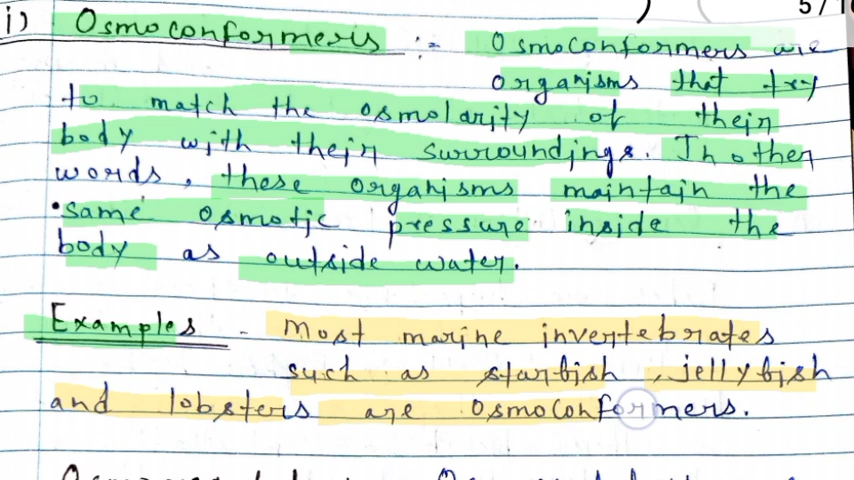 5/10
i) Osmoconformers :- Osmoconformers are
organisms that try
to match the osmolarity of their
body with their surroundings. In other
words, these organisms maintain the
same osmotic pressure inside the
body as outside water.
Examples - Most marine invertebrates
such as starfish, jellyfish
and lobsters are osmoconformers.